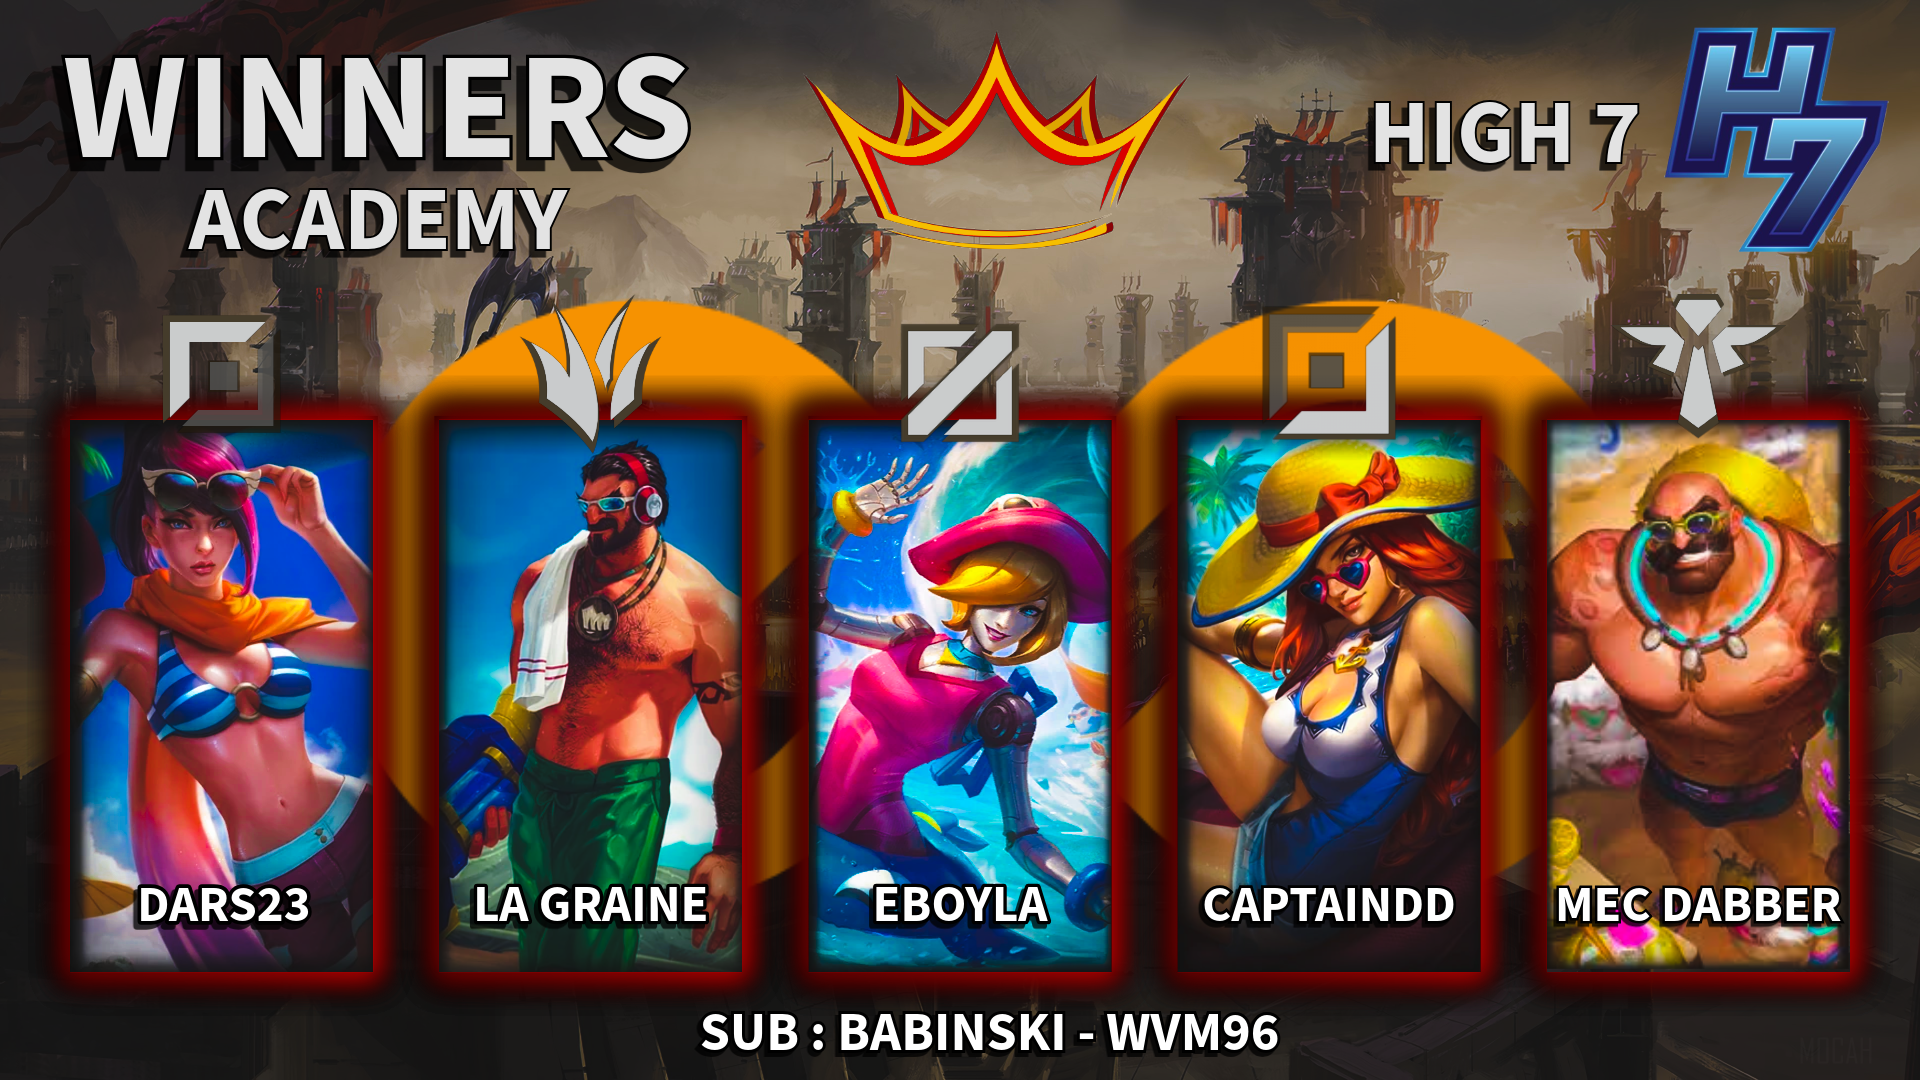 WINNERS
ACADEMY
HIGH 7
H7
DARS23
LA GRAINE
EBOYLA
CAPTAINDD
MEC DABBER
SUB : BABINSKI - WVM96